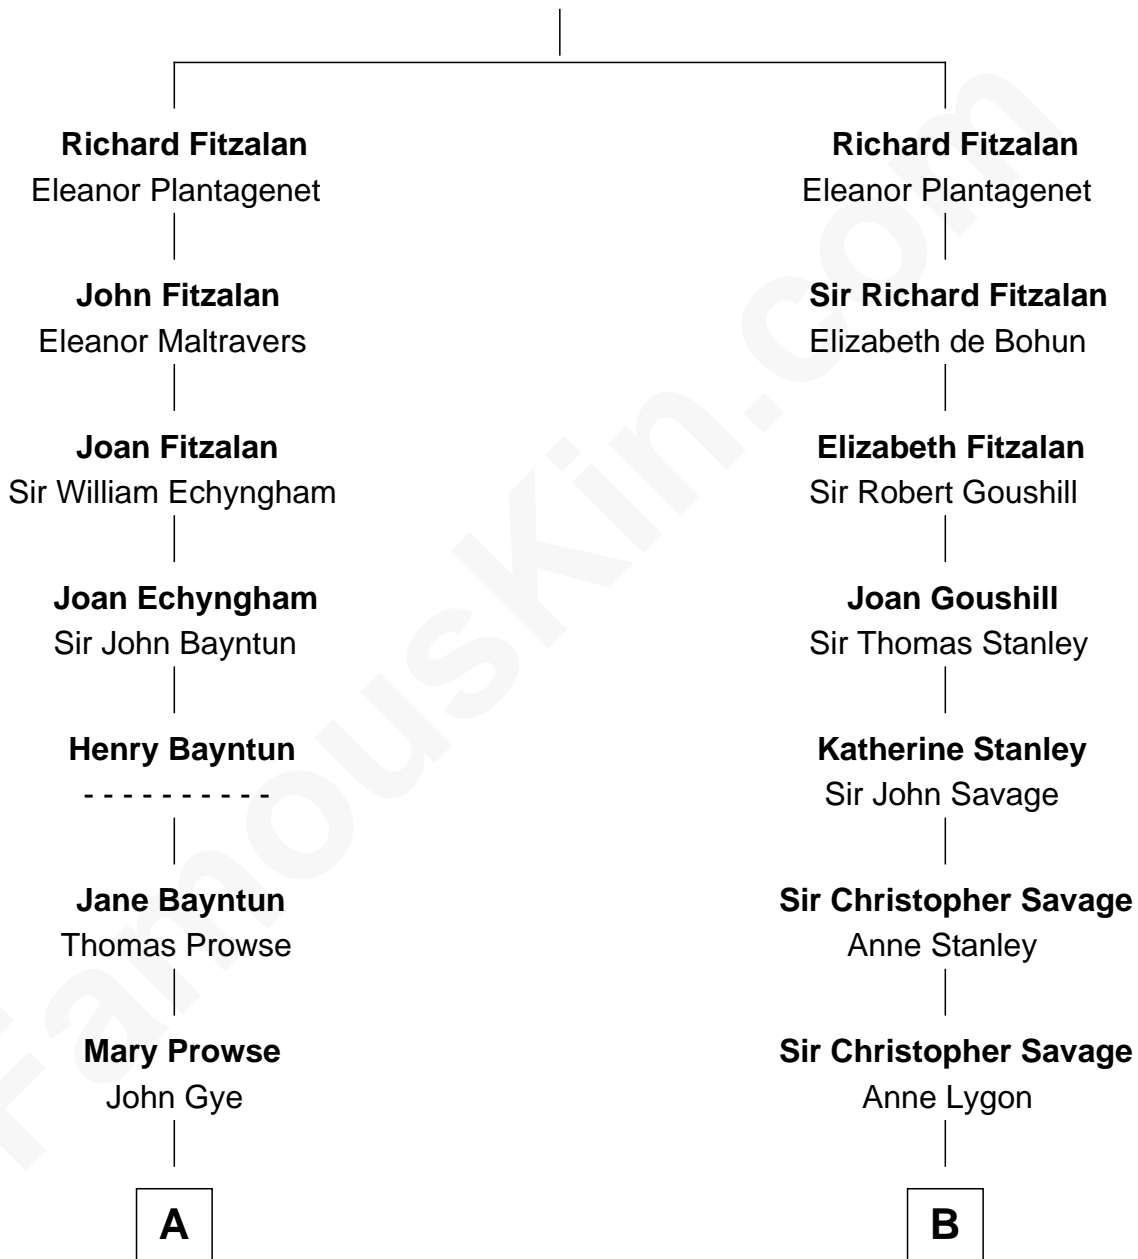 Richard Fitzalan
Eleanor Plantagenet
John Fitzalan
Eleanor Maltravers
Joan Fitzalan
Sir William Echyngham
Joan Echyngham
Sir John Bayntun
Henry Bayntun
- - - - - - - - - -
Jane Bayntun
Thomas Prowse
Mary Prowse
John Gye
A
Richard Fitzalan
Eleanor Plantagenet
Sir Richard Fitzalan
Elizabeth de Bohun
Elizabeth Fitzalan
Sir Robert Goushill
Joan Goushill
Sir Thomas Stanley
Katherine Stanley
Sir John Savage
Sir Christopher Savage
Anne Stanley
Sir Christopher Savage
Anne Lygon
B
FamousKin.com